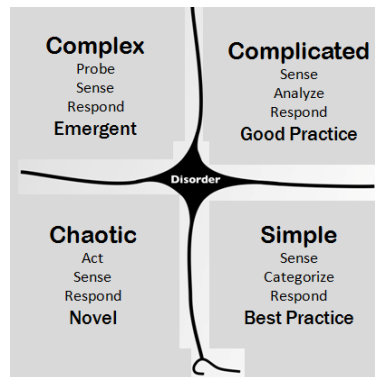 Complex
Probe
Sense
Respond
Emergent
Complicated
Sense
Analyze
Respond
Good Practice
Disorder
Chaotic
Act
Sense
Respond
Novel
Simple
Sense
Categorize
Respond
Best Practice